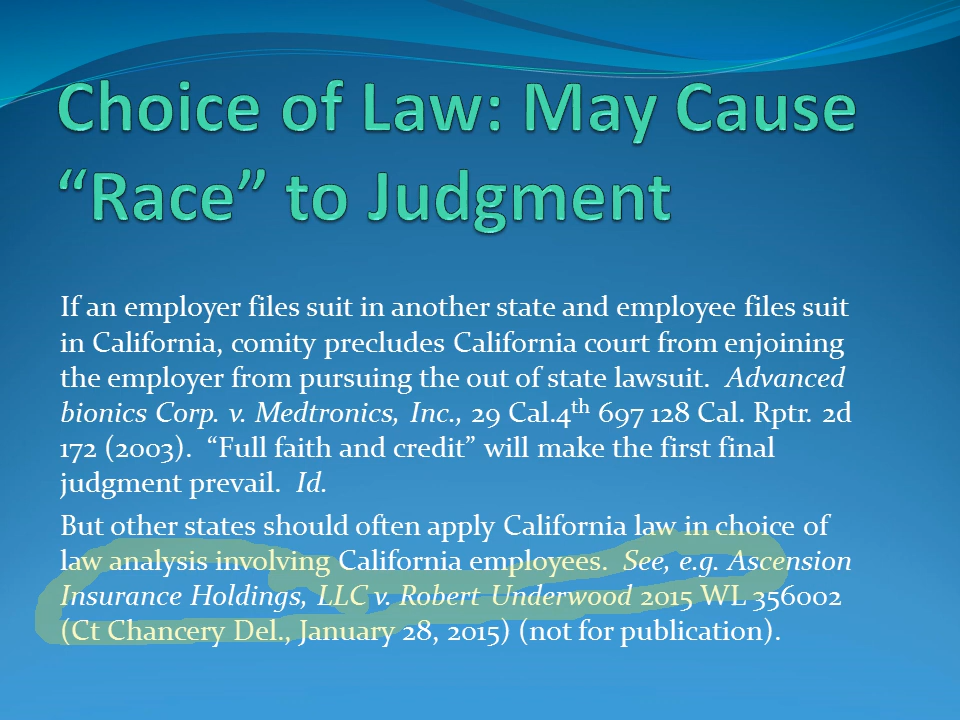 Choice of Law: May Cause
“Race” to Judgment
If an employer files suit in another state and employee files suit
in California, comity precludes California court from enjoining
the employer from pursuing the out of state lawsuit. Advanced
bionics Corp. v. Medtronics, Inc., 29 Cal.4th 697 128 Cal. Rptr. 2d
172 (2003). “Full faith and credit” will make the first final
judgment prevail. Id.
But other states should often apply California law in choice of
law analysis involving California employees. See, e.g. Ascension
Insurance Holdings, LLC v. Robert Underwood 2015 WL 356002
(Ct Chancery Del., January 28, 2015) (not for publication).